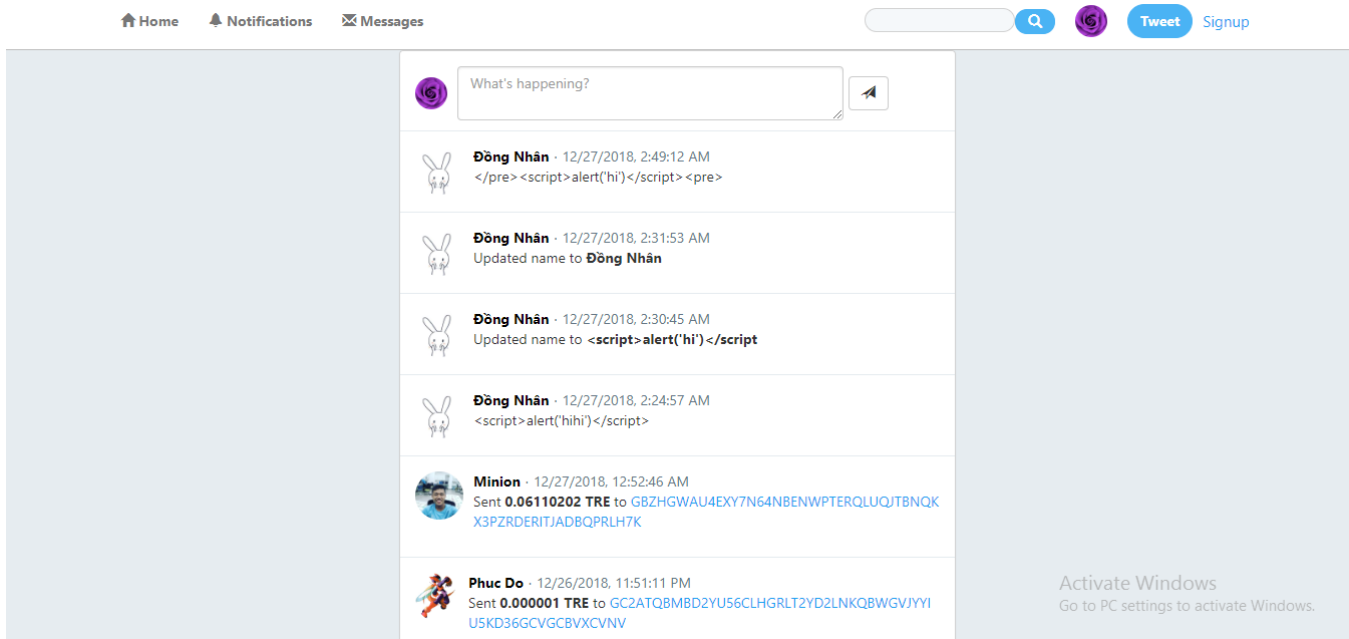 Home Notifications Messages Tweet Signup
What's happening?
Đồng Nhân · 12/27/2018, 2:49:12 AM
</pre><script>alert('hi')</script><pre>
Đồng Nhân · 12/27/2018, 2:31:53 AM
Updated name to Đồng Nhân
Đồng Nhân · 12/27/2018, 2:30:45 AM
Updated name to <script>alert('hi')</script
Đồng Nhân · 12/27/2018, 2:24:57 AM
<script>alert('hihi')</script>
Minion · 12/27/2018, 12:52:46 AM
Sent 0.06110202 TRE to GBZHGWAU4EXY7N64NBENWPTERQLUQJTBNQK
X3PZRDERITJADBQPRLH7K
Phuc Do · 12/26/2018, 11:51:11 PM
Sent 0.000001 TRE to GC2ATQBMBD2YU56CLHGRLT2YD2LNKQBWGVJYYI
U5KD36GCVGCBVXCVNV
Activate Windows
Go to PC settings to activate Windows.